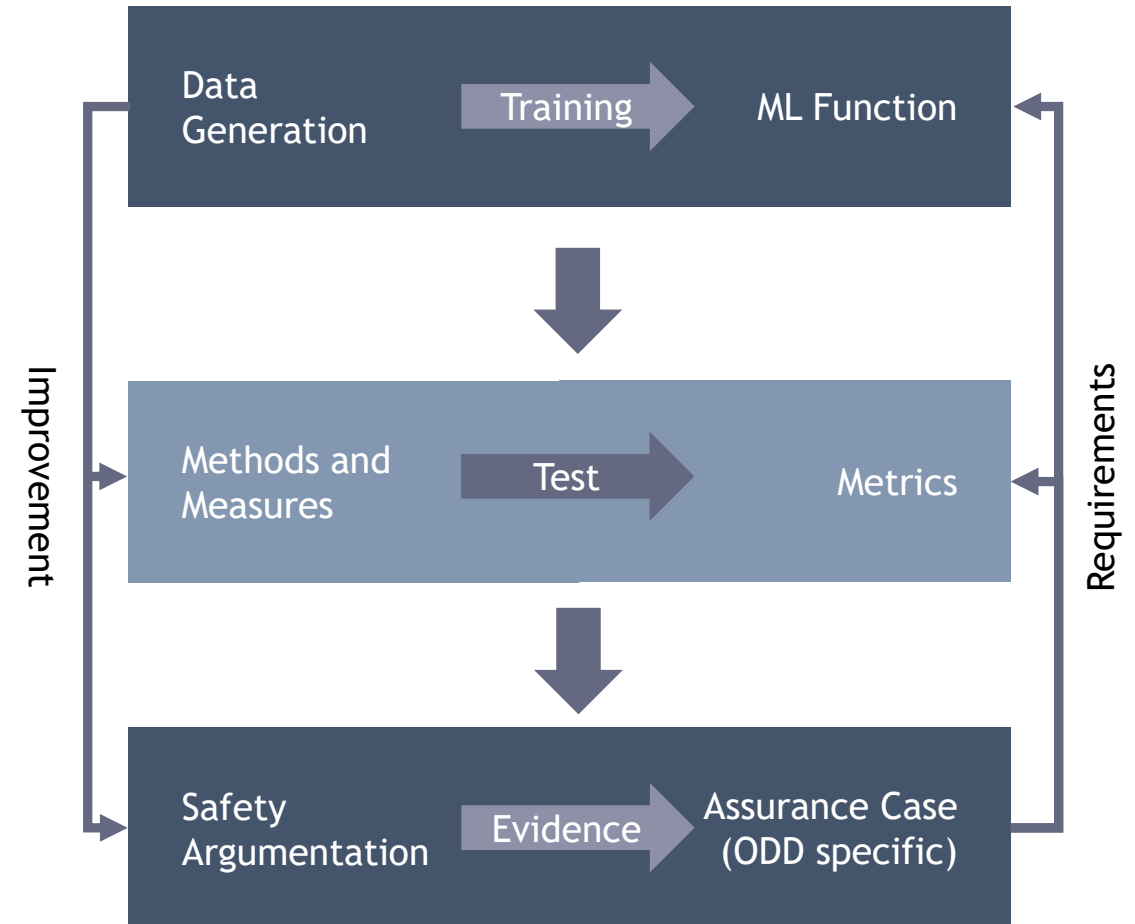 Data
Generation
Training
ML Function
Improvement
Methods and
Measures
Test
Metrics
Requirements
Safety
Argumentation
Evidence
Assurance Case
(ODD specific)